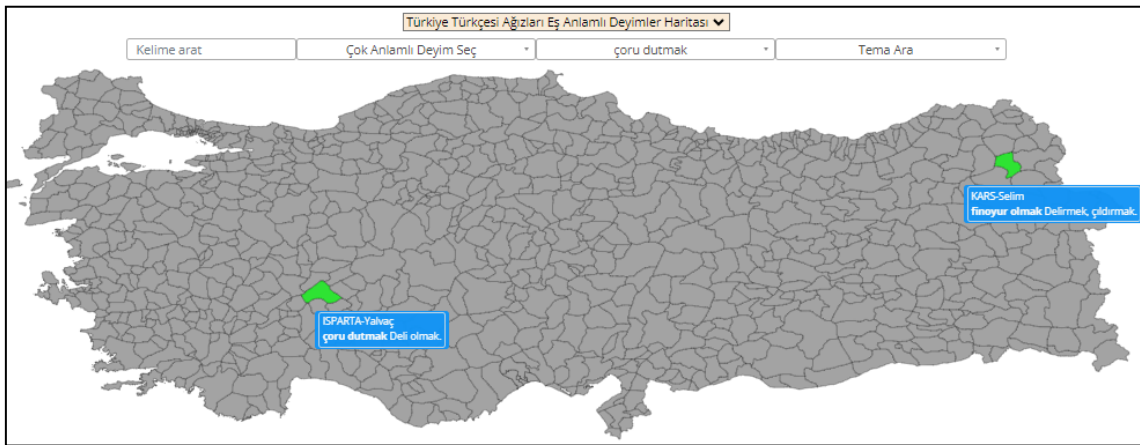 Türkiye Türkçesi Ağızları Eş Anlamlı Deyimler Haritası
Kelime arat
Çok Anlamlı Deyim Seç
çoru dutmak
Tema Ara
KARS-Selim
finoyur olmak Delirmek, çıldırmak.
ISPARTA-Yalvaç
çoru dutmak Deli olmak.